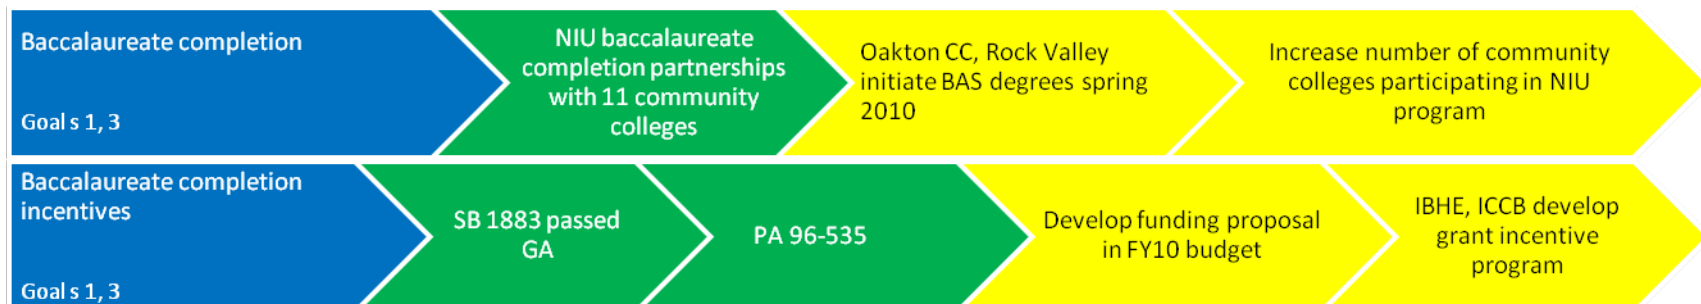 Baccalaureate completion
Goal s 1, 3
NIU baccalaureate
completion partnerships
with 11 community
colleges
Oakton CC, Rock Valley
initiate BAS degrees spring
2010
Increase number of community
colleges participating in NIU
program
Baccalaureate completion
incentives
Goal s 1, 3
SB 1883 passed
GA
PA 96-535
Develop funding proposal
in FY10 budget
IBHE, ICCB develop
grant incentive
program